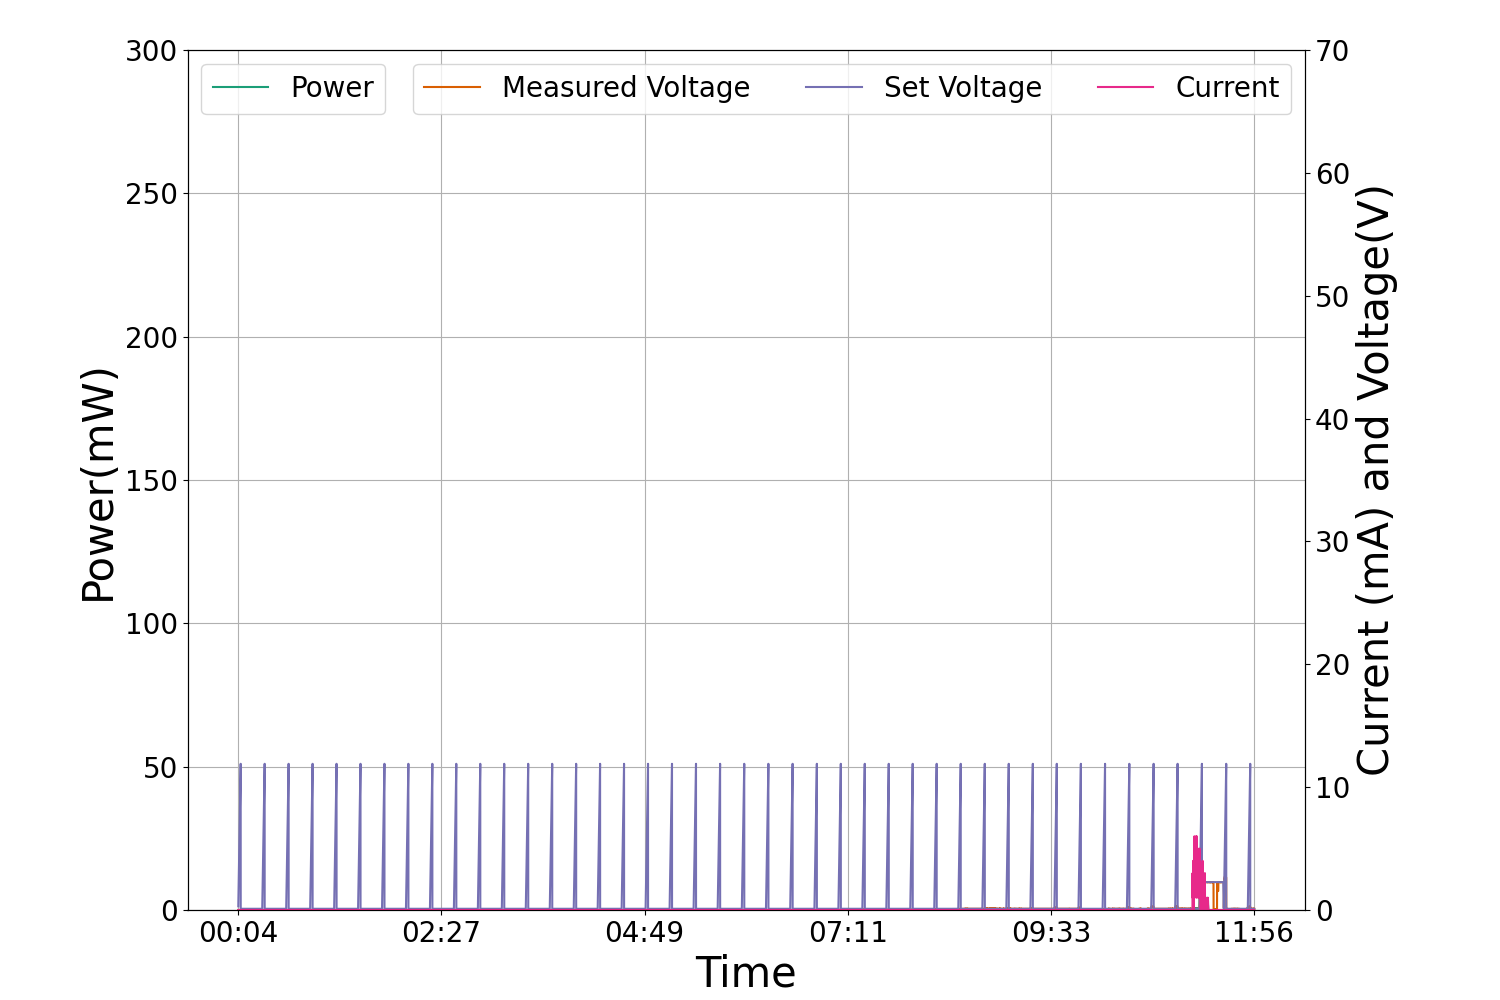 Power
Measured Voltage
Set Voltage
Current
300
250
200
150
100
50
0
Power(mW)
70
60
50
40
30
20
10
0
Current (mA) and Voltage(V)
00:04 02:27 04:49 07:11 09:33 11:56
Time